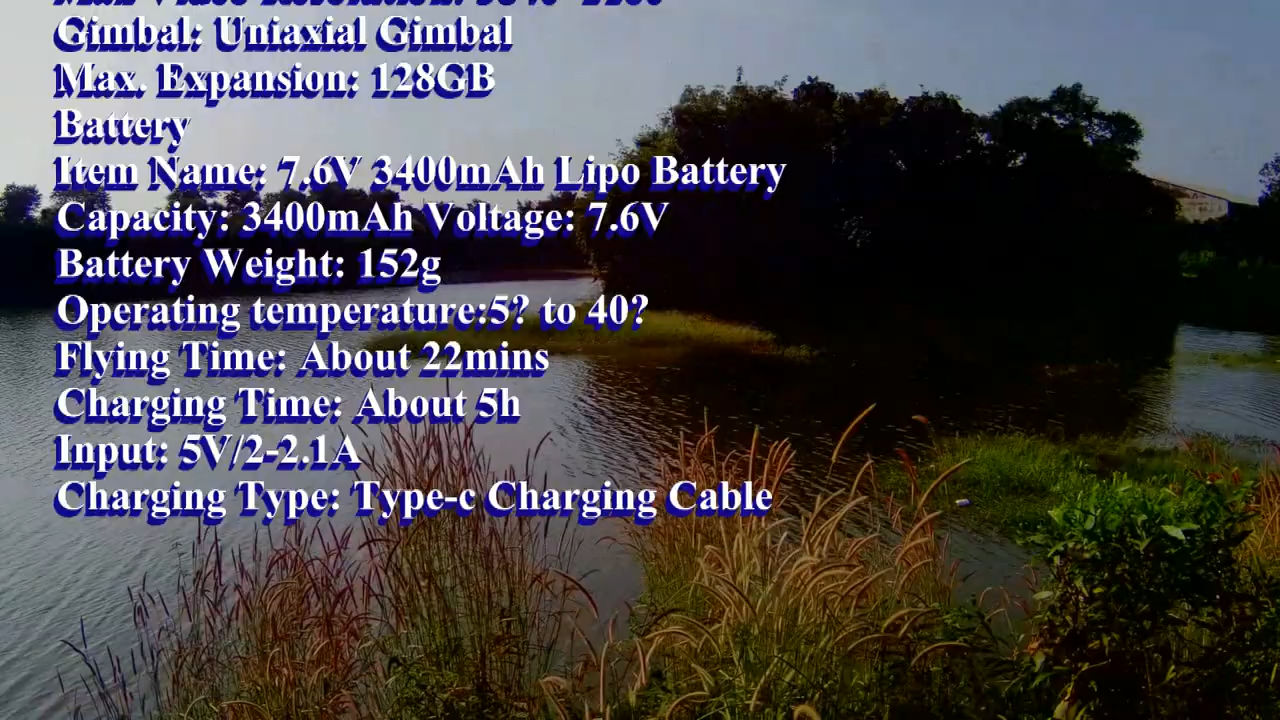 Gimbal: Uniaxial Gimbal
Max. Expansion: 128GB
Battery
Item Name: 7.6V 3400mAh Lipo Battery
Capacity: 3400mAh Voltage: 7.6V
Battery Weight: 152g
Operating temperature:5? to 40?
Flying Time: About 22mins
Charging Time: About 5h
Input: 5V/2-2.1A
Charging Type: Type-c Charging Cable